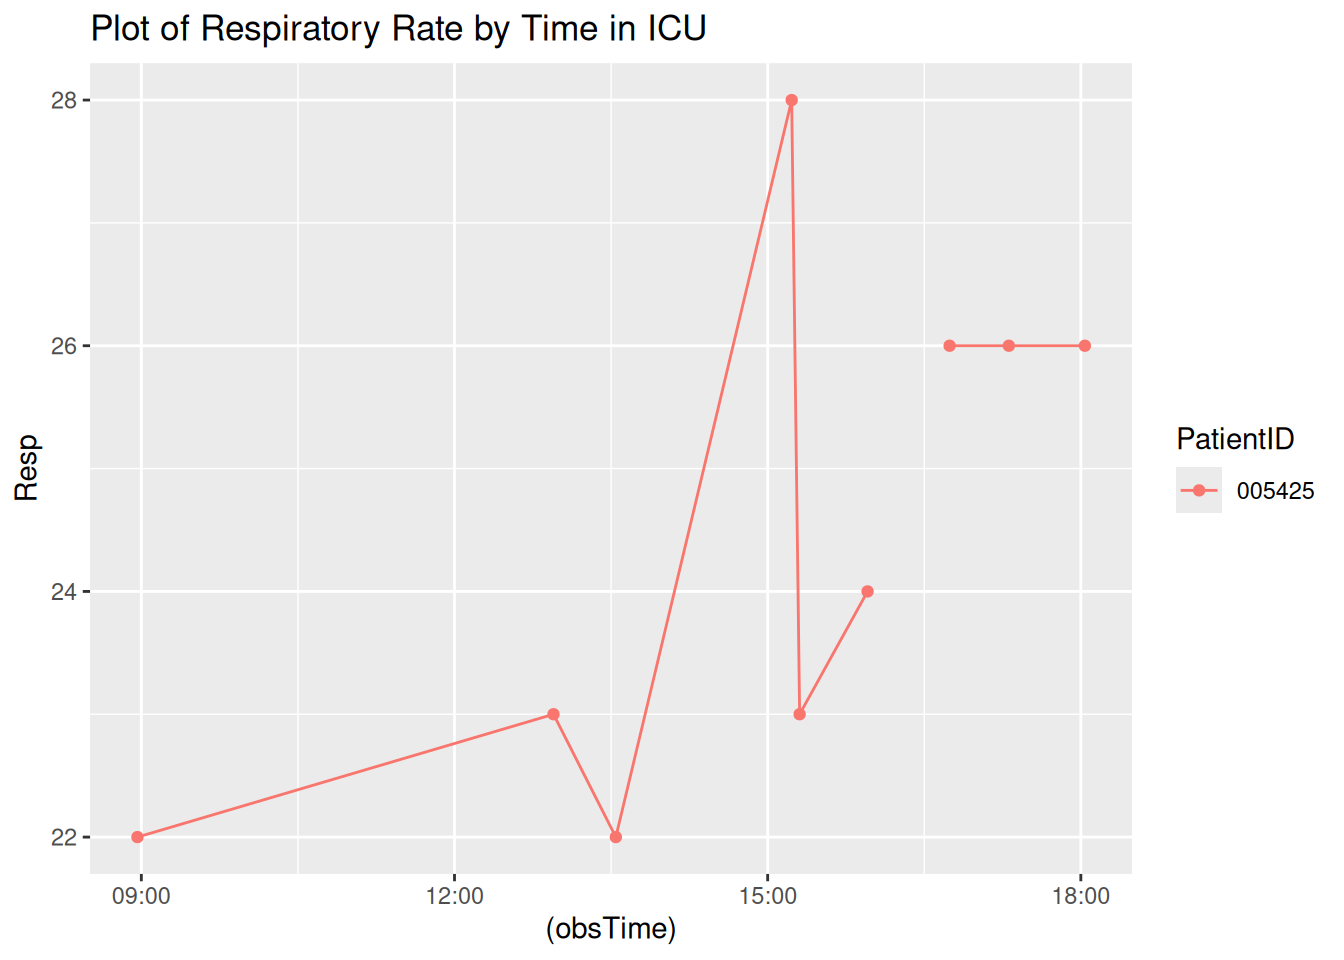 Plot of Respiratory Rate by Time in ICU
28
26
24
22
Resp
09:00 12:00 15:00 18:00
(obsTime)
PatientID
005425